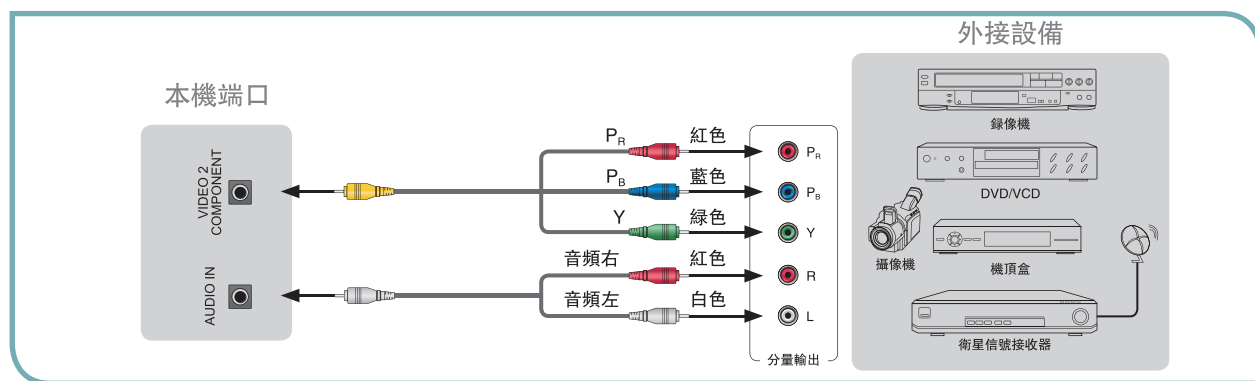 外接設備
本機端口
VIDEO 2
COMPONENT
AUDIO IN
PR 紅色
PB 藍色
Y 緑色
音頻右 紅色
音頻左 白色
PR
PB
Y
R
L
分量輸出
録像機
DVD/VCD
攝像機
機頂盒
衛星信號接收器